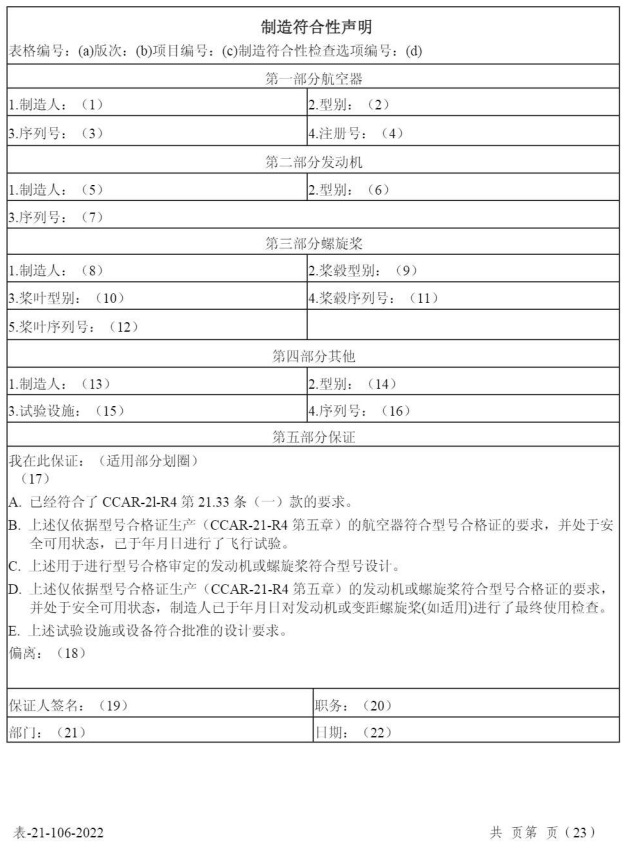 制造符合性声明
表格编号：(a)版次：(b)项目编号：(c)制造符合性检查选项编号：(d)
第一部分航空器
1.制造人：（1）
2.型别：（2）
3.序列号：（3）
4.注册号：（4）
第二部分发动机
1.制造人：（5）
2.型别：（6）
3.序列号：（7）
第三部分螺旋桨
1.制造人：（8）
2.桨毂型别：（9）
3.桨叶型别：（10）
4.桨毂序列号：（11）
5.桨叶序列号：（12）
第四部分其他
1.制造人：（13）
2.型别：（14）
3.试验设施：（15）
4.序列号：（16）
第五部分保证
我在此保证：（适用部分划圈）
（17）
A. 已经符合了 CCAR-2l-R4 第 21.33 条（一）款的要求。
B. 上述仅依据型号合格证生产（CCAR-21-R4 第五章）的航空器符合型号合格证的要求，并处于安
全可用状态，已于年月日进行了飞行试验。
C. 上述用于进行型号合格审定的发动机或螺旋桨符合型号设计。
D. 上述仅依据型号合格证生产（CCAR-21-R4 第五章）的发动机或螺旋桨符合型号合格证的要求，
并处于安全可用状态，制造人已于年月日对发动机或变距螺旋桨(如适用)进行了最终使用检查。
E. 上述试验设施或设备符合批准的设计要求。
偏离：（18）
保证人签名：（19）
职务：（20）
部门：（21）
日期：（22）
表-21-106-2022
共 页第 页（23）